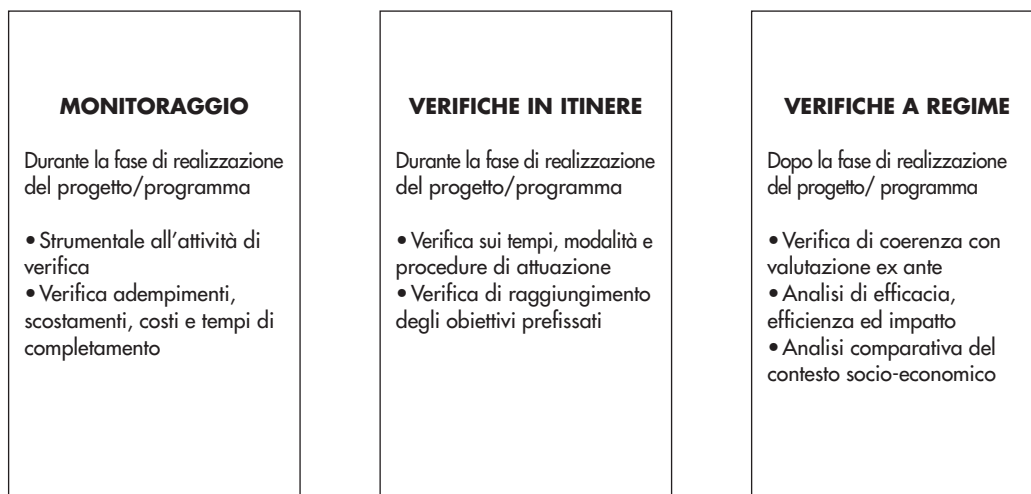 MONITORAGGIO
Durante la fase di realizzazione
del progetto/programma
• Strumentale all'attività di
verifica
• Verifica adempimenti,
scostamenti, costi e tempi di
completamento
VERIFICHE IN ITINERE
Durante la fase di realizzazione
del progetto/programma
• Verifica sui tempi, modalità e
procedure di attuazione
• Verifica di raggiungimento
degli obiettivi prefissati
VERIFICHE A REGIME
Dopo la fase di realizzazione
del progetto/ programma
• Verifica di coerenza con
valutazione ex ante
• Analisi di efficacia,
efficienza ed impatto
• Analisi comparativa del
contesto socio-economico